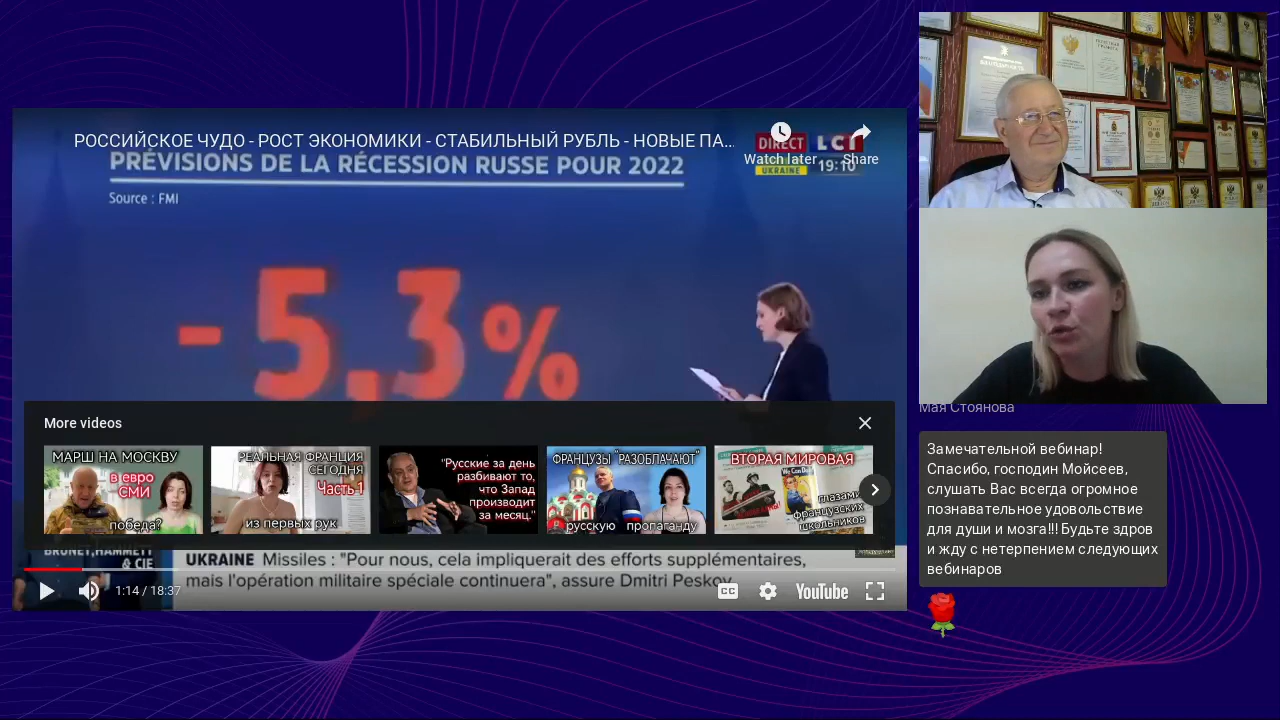 РОССИЙСКОЕ ЧУДО - РОСТ ЭКОНОМИКИ - СТАБИЛЬНЫЙ РУБЛЬ - НОВЫЕ ПА...
Watch later
Share
PRÉVISIONS DE LA RÉCESSION RUSSE POUR 2022
Source : FMI
DIRECT
LCI
UKRAINE
19:10
-5,3%
More videos
МАРШ НА МОСКВУ
в евро
СМИ
победа?
РЕАЛЬНАЯ ФРАНЦИЯ
СЕГОДНЯ
Часть 1
из первых рук
"Русские за день
разбивают то,
что Запад
производит
за месяц."
ФРАНЦУЗЫ "РАЗОБЛАЧАЮТ"
русскую пропаганду
ВТОРАЯ МИРОВАЯ
We Can Do It!
глазами
французских
школьников
BRUNET, HAMMETT
& CIE
UKRAINE Missiles : "Pour nous, cela impliquerait des efforts supplémentaires,
mais l'opération militaire spéciale continuera", assure Dmitri Peskov
1:14 / 18:37
CC
YouTube
Мая Стоянова
Замечательной вебинар!
Спасибо, господин Мойсеев,
слушать Вас всегда огромное
познавательное удовольствие
для души и мозга!!! Будьте здров
и жду с нетерпением следующих
вебинаров